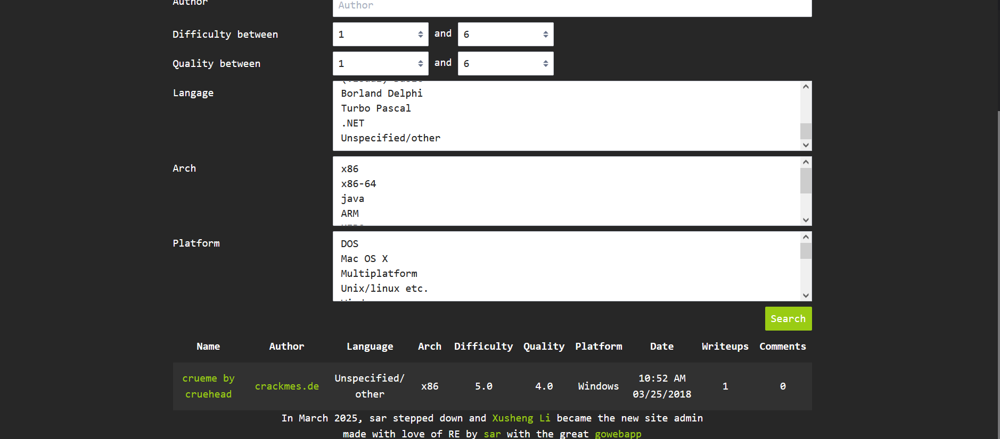 Author Author
Difficulty between 1 and 6
Quality between 1 and 6
Langage
Borland Delphi
Turbo Pascal
.NET
Unspecified/other
Arch
x86
x86-64
java
ARM
Platform
DOS
Mac OS X
Multiplatform
Unix/linux etc.
Search
Name Author Language Arch Difficulty Quality Platform Date Writeups Comments
crueme by cruehead crackmes.de Unspecified/other x86 5.0 4.0 Windows 10:52 AM 03/25/2018 1 0
In March 2025, sar stepped down and Xusheng Li became the new site admin
made with love of RE by sar with the great gowebapp